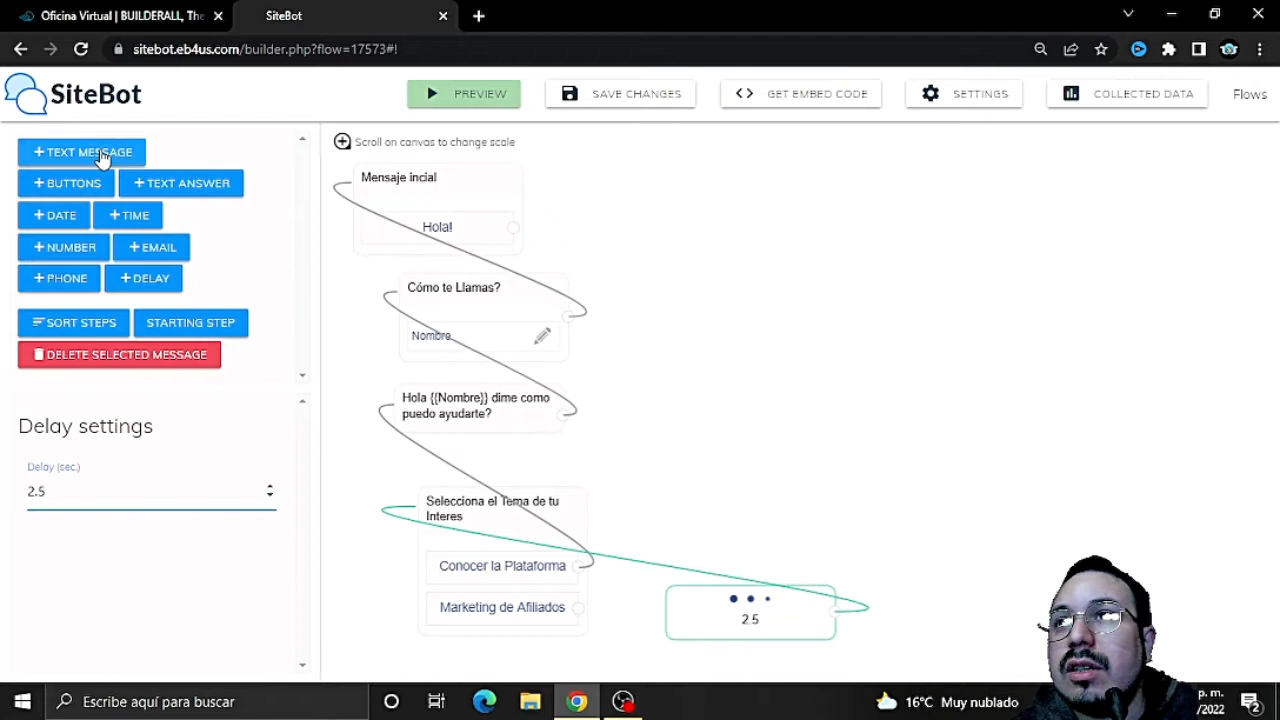 Oficina Virtual | BUILDERALL, The
SiteBot
sitebot.eb4us.com/builder.php?flow=17573#!
SiteBot
PREVIEW
SAVE CHANGES
GET EMBED CODE
SETTINGS
COLLECTED DATA
Flows
+ TEXT MESSAGE
+ BUTTONS
+ TEXT ANSWER
+ DATE
+ TIME
+ NUMBER
+ EMAIL
+ PHONE
+ DELAY
SORT STEPS
STARTING STEP
DELETE SELECTED MESSAGE
Delay settings
Delay (sec.)
2.5
Scroll on canvas to change scale
Mensaje incial
Hola!
Cómo te Llamas?
Nombre
Hola {{Nombre}} dime como
puedo ayudarte?
Selecciona el Tema de tu
Interes
Conocer la Plataforma
Marketing de Afiliados
2.5
Escribe aquí para buscar
16°C Muy nublado
p. m.
/2022
2